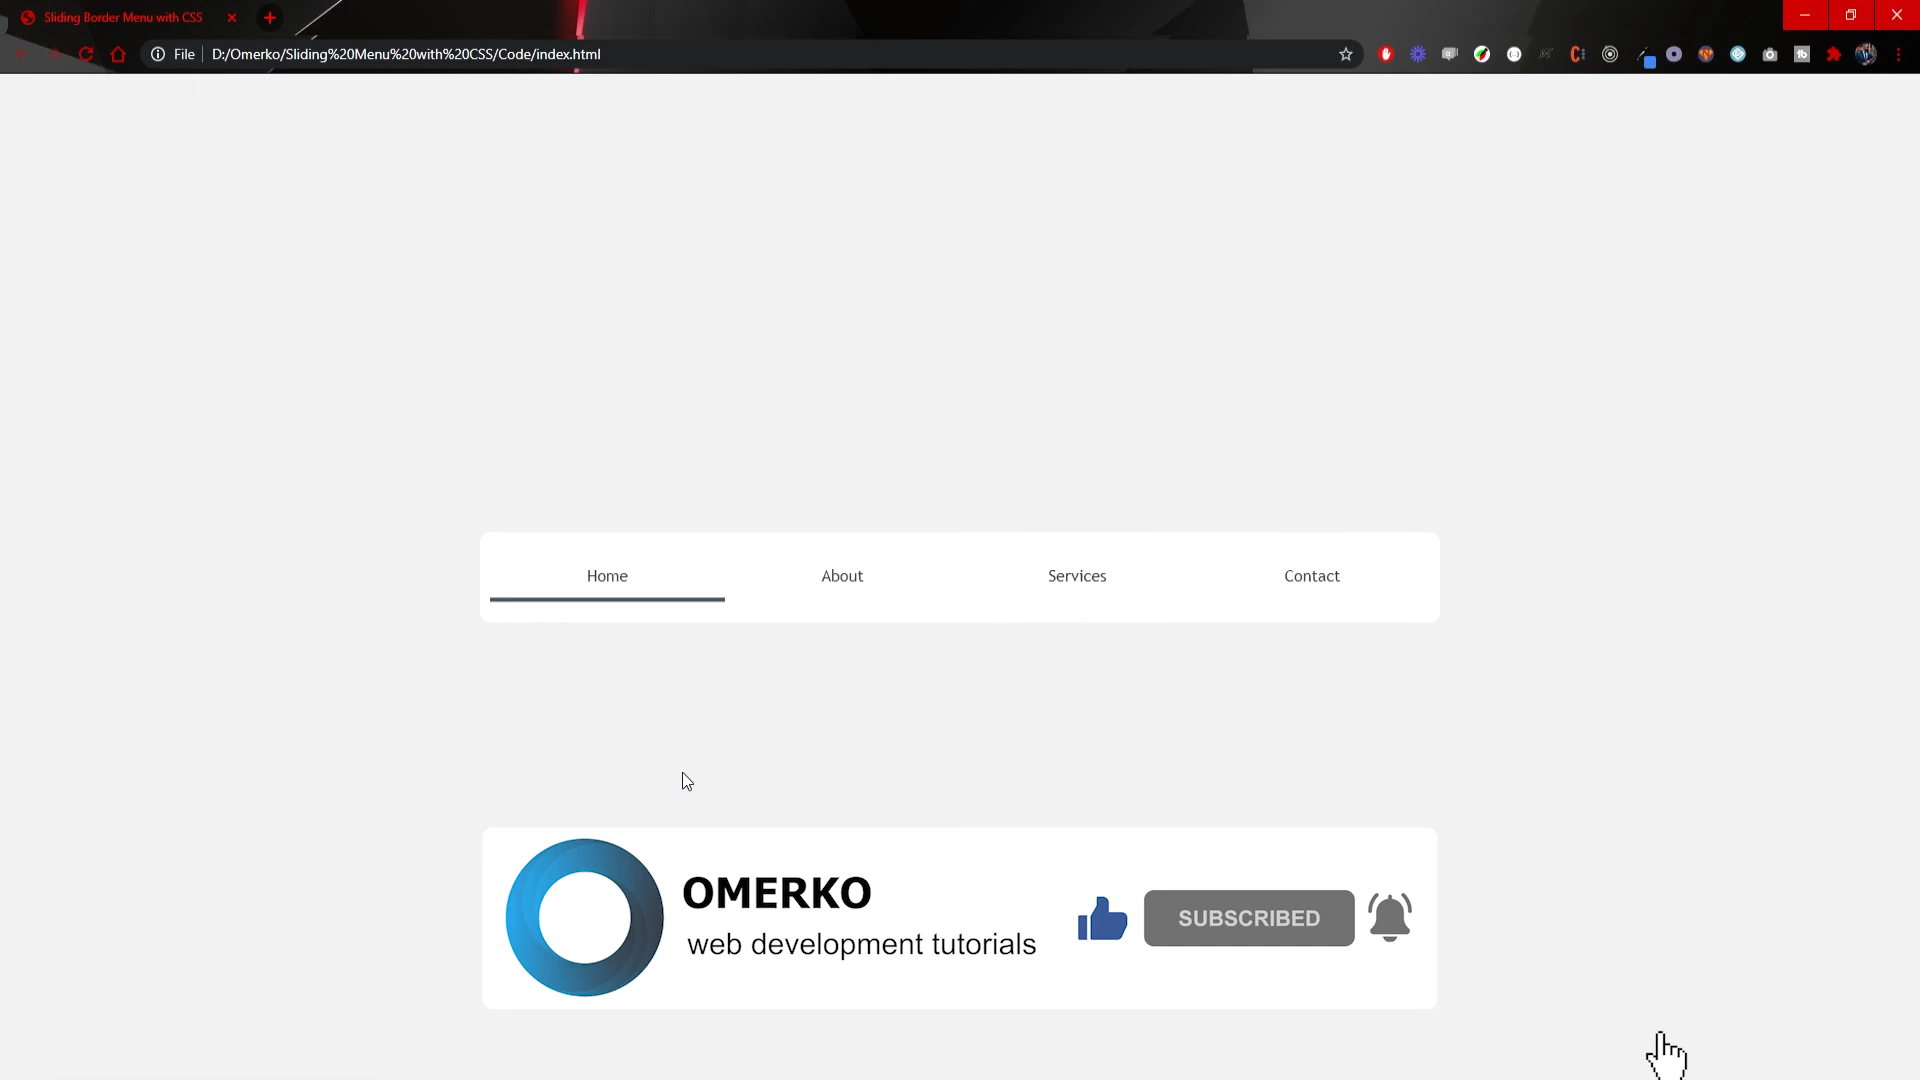 Sliding Border Menu with CSS
File D:/Omerko/Sliding%20Menu%20with%20CSS/Code/index.html
Home About Services Contact
OMERKO
web development tutorials
SUBSCRIBED